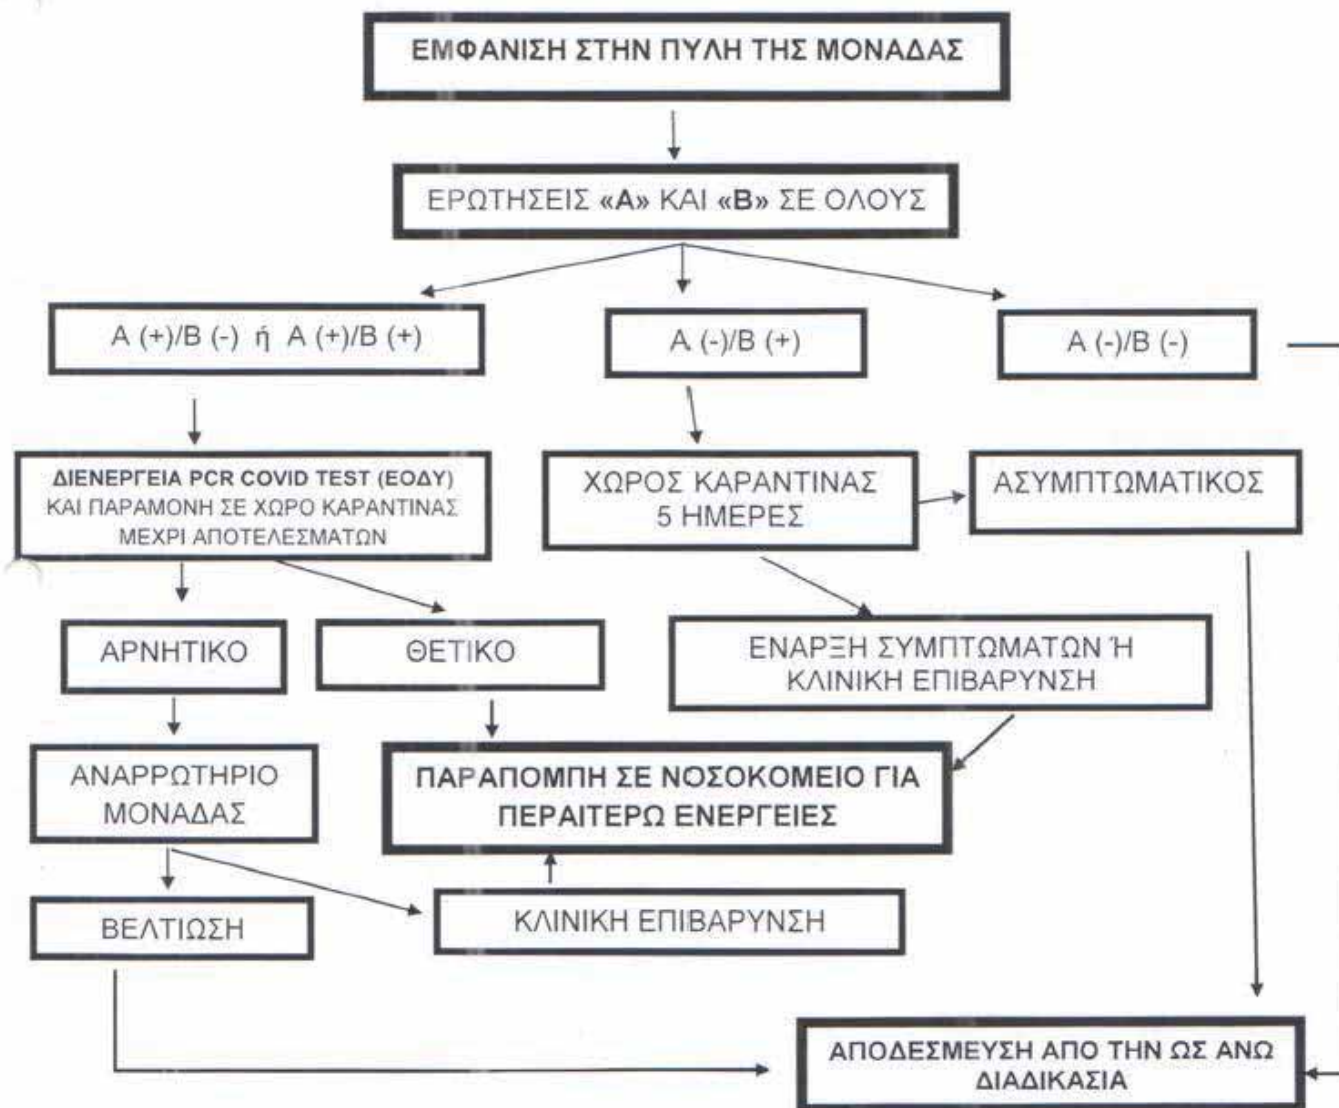 ΕΜΦΑΝΙΣΗ ΣΤΗΝ ΠΥΛΗ ΤΗΣ ΜΟΝΑΔΑΣ
ΕΡΩΤΗΣΕΙΣ «Α» ΚΑΙ «Β» ΣΕ ΟΛΟΥΣ
Α (+)/Β (-) ή Α (+)/Β (+)
Α (-)/Β (+)
Α (-)/Β (-)
ΔΙΕΝΕΡΓΕΙΑ PCR COVID TEST (ΕΟΔΥ)
ΚΑΙ ΠΑΡΑΜΟΝΗ ΣΕ ΧΩΡΟ ΚΑΡΑΝΤΙΝΑΣ
ΜΕΧΡΙ ΑΠΟΤΕΛΕΣΜΑΤΩΝ
ΧΩΡΟΣ ΚΑΡΑΝΤΙΝΑΣ
5 ΗΜΕΡΕΣ
ΑΣΥΜΠΤΩΜΑΤΙΚΟΣ
ΑΡΝΗΤΙΚΟ
ΘΕΤΙΚΟ
ΕΝΑΡΞΗ ΣΥΜΠΤΩΜΑΤΩΝ Ή
ΚΛΙΝΙΚΗ ΕΠΙΒΑΡΥΝΣΗ
ΑΝΑΡΡΩΤΗΡΙΟ
ΜΟΝΑΔΑΣ
ΠΑΡΑΠΟΜΠΗ ΣΕ ΝΟΣΟΚΟΜΕΙΟ ΓΙΑ
ΠΕΡΑΙΤΕΡΩ ΕΝΕΡΓΕΙΕΣ
ΒΕΛΤΙΩΣΗ
ΚΛΙΝΙΚΗ ΕΠΙΒΑΡΥΝΣΗ
ΑΠΟΔΕΣΜΕΥΣΗ ΑΠΟ ΤΗΝ ΩΣ ΑΝΩ
ΔΙΑΔΙΚΑΣΙΑ